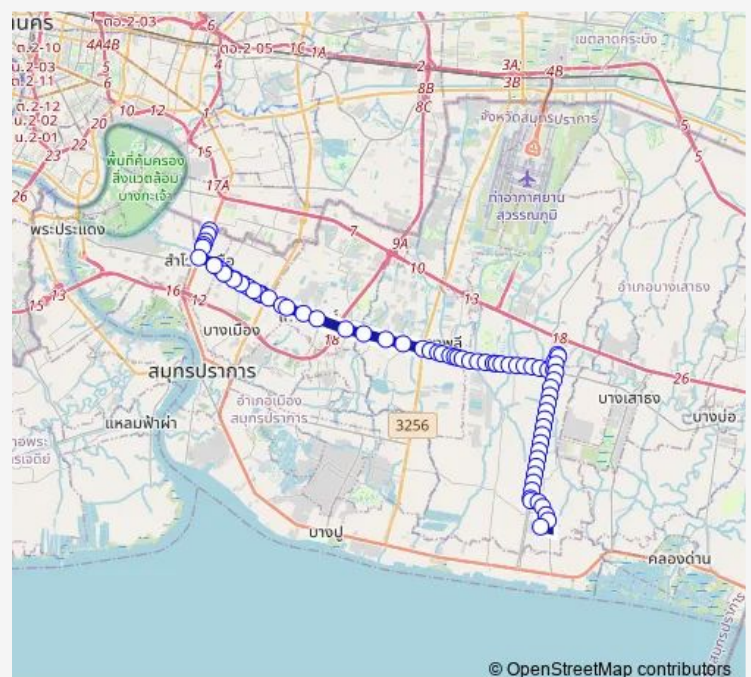 นคร
ต.2-10
น.2-03
ต.2-11
ต.2-12
น.2-02
น.2-01
6
ตอ.2-03
ตอ.2-05
1C
1A
4A4B
4
5
6
10
12
1
20
22
23
15
17A
26
2
8B
8C
3A
3B
4B
5
5
เขตลาดกระบัง
จังหวัดสมุทรปราการ
ท่าอากาศยาน
สุวรรณภูมิ
พื้นที่คุ้มครอง
สิ่งแวดล้อม
บางกะเจ้า
พระประแดง
7
9A
10
13
18
26
อำเภอบางเสาธง
15
13
16
12
บางเมือง
18
สมุทรปราการ
อำเภอเมือง
สมุทรปราการ
แหลมฟ้าผ่า
3256
บางเสาธง
บางบ่อ
บางปู
คลองด่าน
© OpenStreetMap contributors